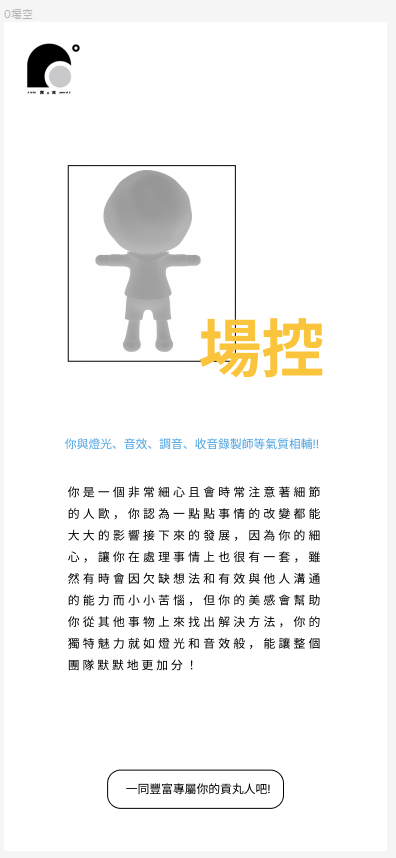 0場空
場控
你與燈光、音效、調音、收音錄製師等氣質相輔!!
你是一個非常細心且會時常注意著細節
的人歐，你認為一點點事情的改變都能
大大的影響接下來的發展，因為你的細
心，讓你在處理事情上也很有一套，雖
然有時會因欠缺想法和有效與他人溝通
的能力而小小苦惱，但你的美感會幫助
你從其他事物上來找出解決方法，你的
獨特魅力就如燈光和音效般，能讓整個
團隊默默地更加分！
一同豐富專屬你的貢丸人吧!